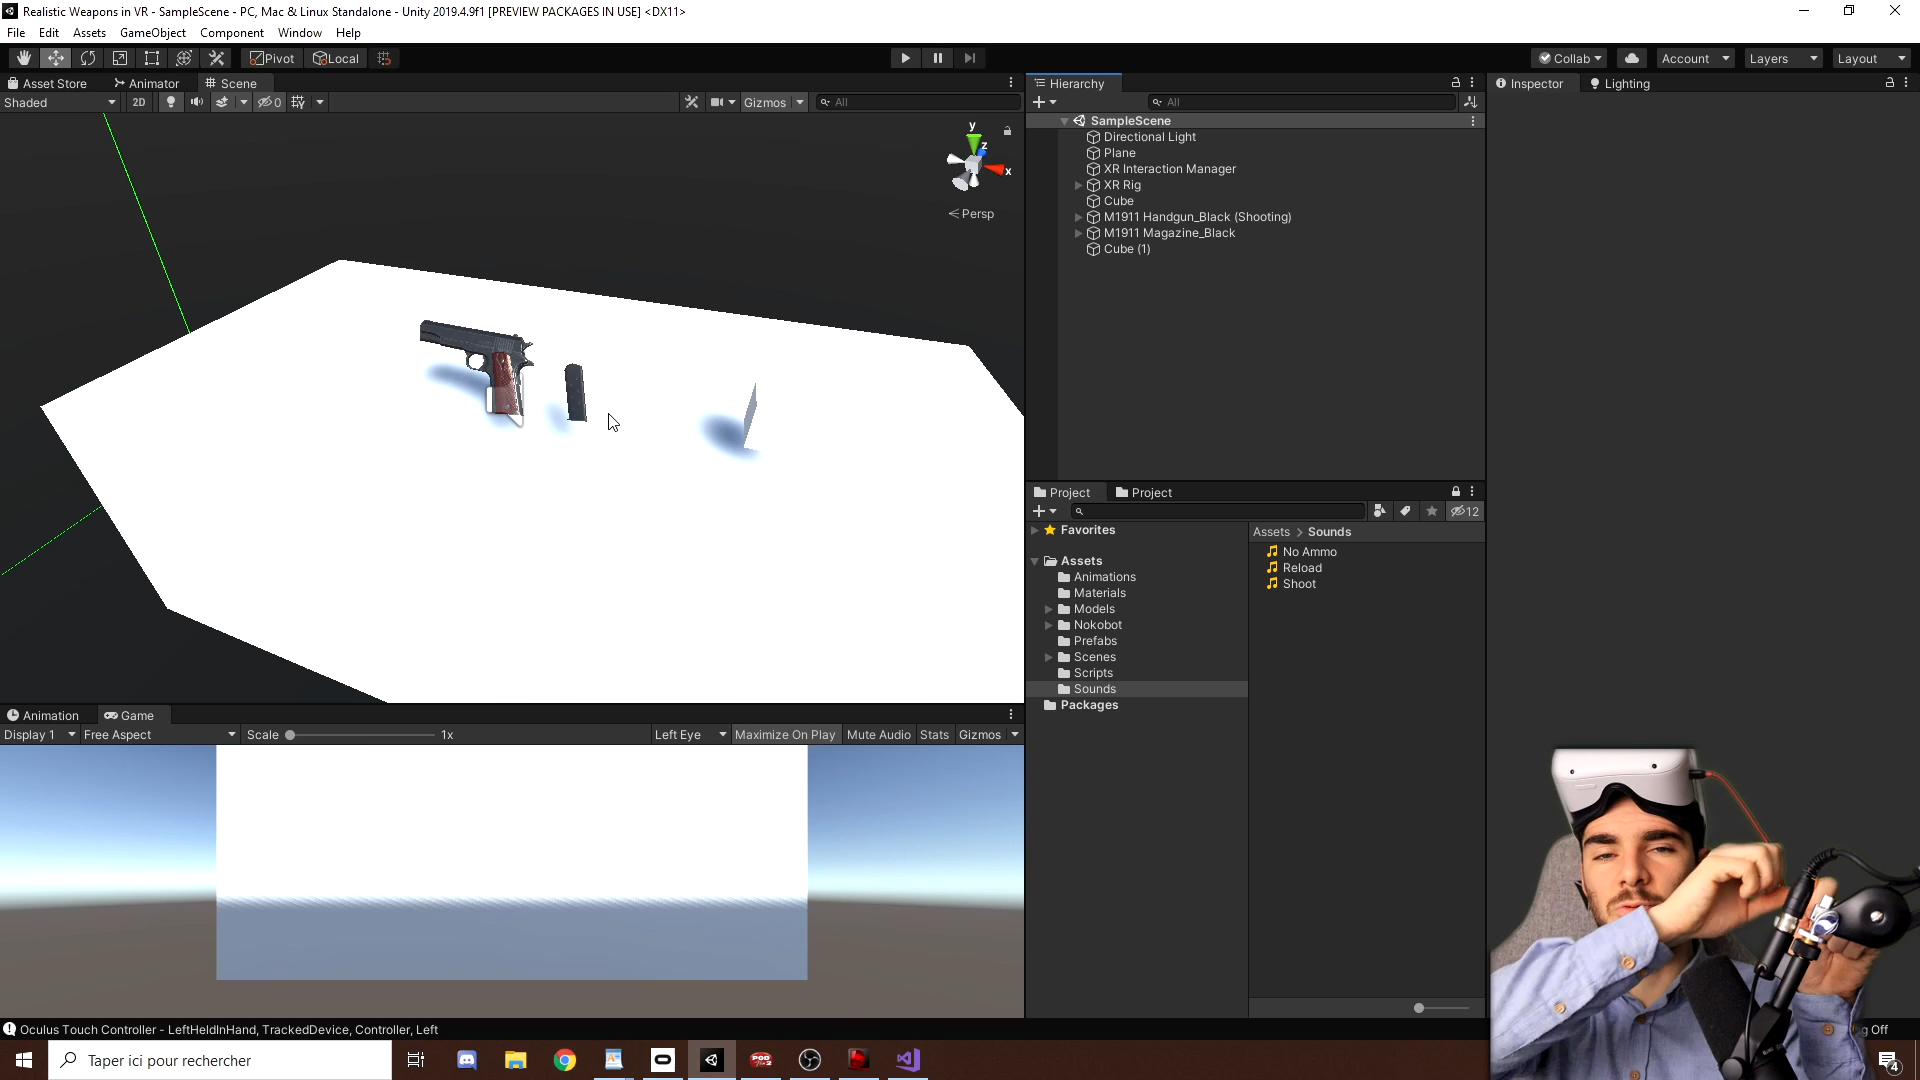 Realistic Weapons in VR - SampleScene - PC, Mac & Linux Standalone - Unity 2019.4.9f1 [PREVIEW PACKAGES IN USE] <DX11>
File Edit Assets GameObject Component Window Help
Pivot Local Collab Account Layers Layout
Asset Store Animator Scene Hierarchy Inspector Lighting
Shaded 2D 0 Gizmos All All
SampleScene
Directional Light
Plane
XR Interaction Manager
XR Rig
Cube
M1911 Handgun_Black (Shooting)
M1911 Magazine_Black
Cube (1)
y
z
x
Persp
Project Project
12
Favorites
Assets
Animations
Materials
Models
Nokobot
Prefabs
Scenes
Scripts
Sounds
Packages
Assets > Sounds
No Ammo
Reload
Shoot
Animation Game
Display 1 Free Aspect Scale 1x Left Eye Maximize On Play Mute Audio Stats Gizmos
Oculus Touch Controller - LeftHeldInHand, TrackedDevice, Controller, Left
g Off
Taper ici pour rechercher
4